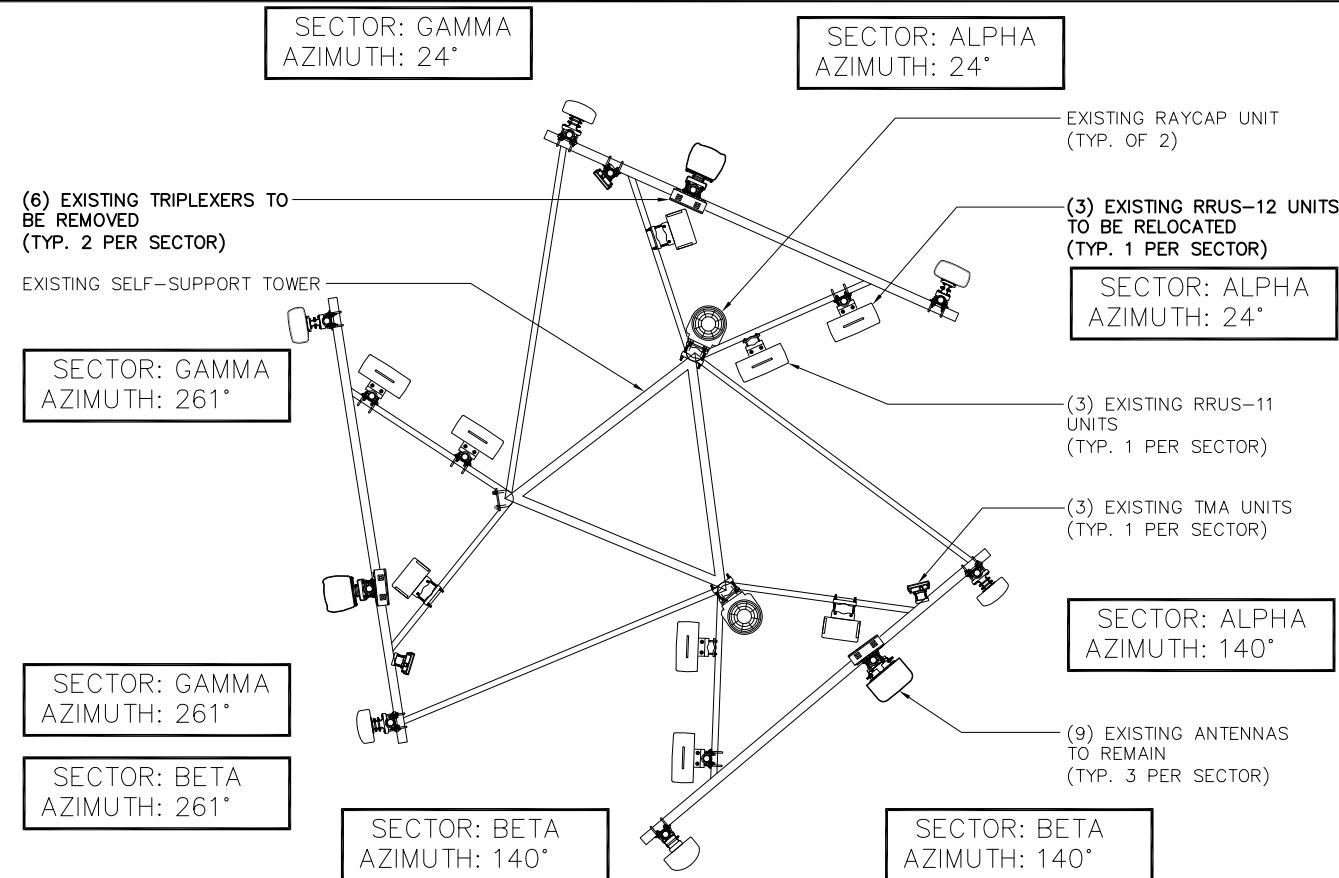 SECTOR: GAMMA
AZIMUTH: 24°
SECTOR: ALPHA
AZIMUTH: 24°
EXISTING RAYCAP UNIT
(TYP. OF 2)
(6) EXISTING TRIPLEXERS TO
BE REMOVED
(TYP. 2 PER SECTOR)
(3) EXISTING RRUS-12 UNITS
TO BE RELOCATED
(TYP. 1 PER SECTOR)
EXISTING SELF-SUPPORT TOWER
SECTOR: ALPHA
AZIMUTH: 24°
SECTOR: GAMMA
AZIMUTH: 261°
(3) EXISTING RRUS-11
UNITS
(TYP. 1 PER SECTOR)
(3) EXISTING TMA UNITS
(TYP. 1 PER SECTOR)
SECTOR: ALPHA
AZIMUTH: 140°
SECTOR: GAMMA
AZIMUTH: 261°
(9) EXISTING ANTENNAS
TO REMAIN
(TYP. 3 PER SECTOR)
SECTOR: BETA
AZIMUTH: 261°
SECTOR: BETA
AZIMUTH: 140°
SECTOR: BETA
AZIMUTH: 140°